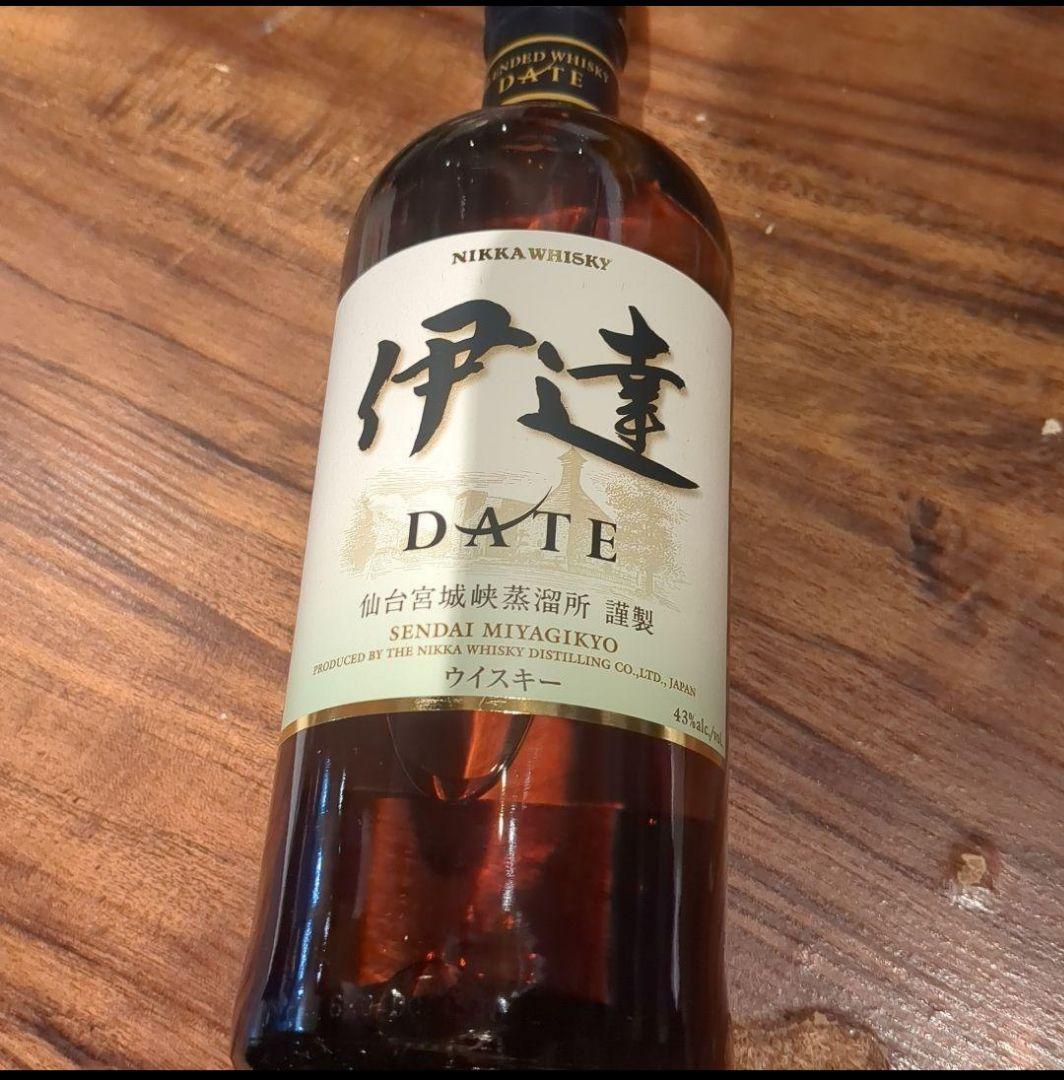 ENDED WHISKY
DATE
NIKKA WHISKY
伊達
DATE
仙台宮城峡蒸溜所 謹製
SENDAI MIYAGIKYO
PRODUCED BY THE NIKKA WHISKY DISTILLING CO.,LTD., JAPAN
ウイスキー
43%alc./vol.